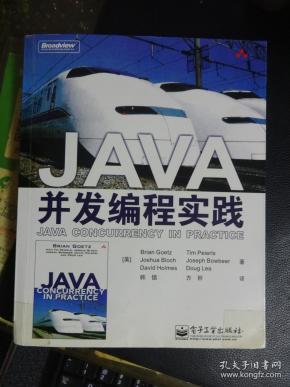 Broadview
JAVA
并发编程实践
JAVA CONCURRENCY IN PRACTICE
[美]
Brian Goetz Tim Peierls
Joshua Bloch Joseph Bowbeer 著
David Holmes Doug Lea
韩锴 方妙 译
BRIAN GOETZ
JAVA
CONCURRENCY
IN PRACTICE
电子工业出版社
孔夫子旧书网